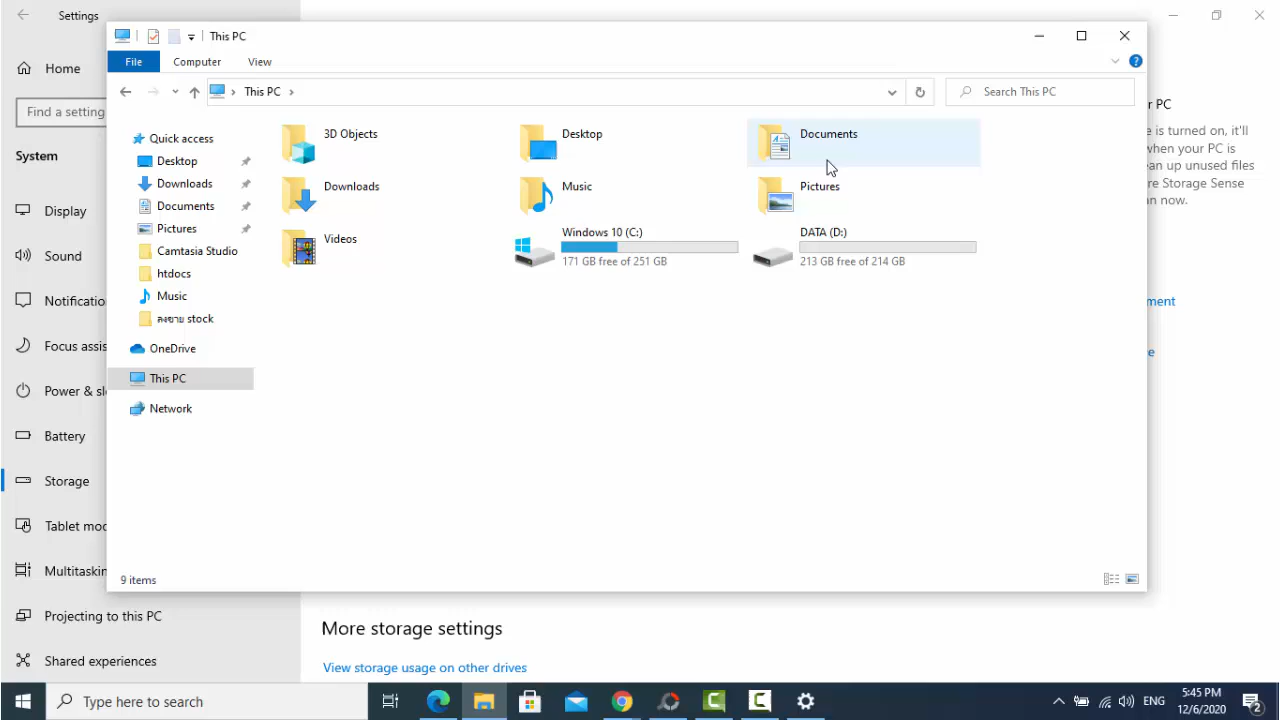 Settings
This PC
File
Computer
View
This PC
Search This PC
Home
Find a setting
System
Display
Sound
Focus assis
Power & sl
Battery
Storage
Projecting to this PC
Shared experiences
Quick access
Desktop
Downloads
Documents
Pictures
Camtasia Studio
htdocs
Music
ลงขาย stock
OneDrive
This PC
Network
3D Objects
Desktop
Documents
Downloads
Music
Pictures
Videos
Windows 10 (C:)
171 GB free of 251 GB
DATA (D:)
213 GB free of 214 GB
9 items
r PC
e is turned on, it'll
when your PC is
ean up unused files
re Storage Sense
n now.
ment
e
Notificatio
Tablet mod
Multitaskin
More storage settings
View storage usage on other drives
Type here to search
ENG
5:45 PM
12/6/2020
2